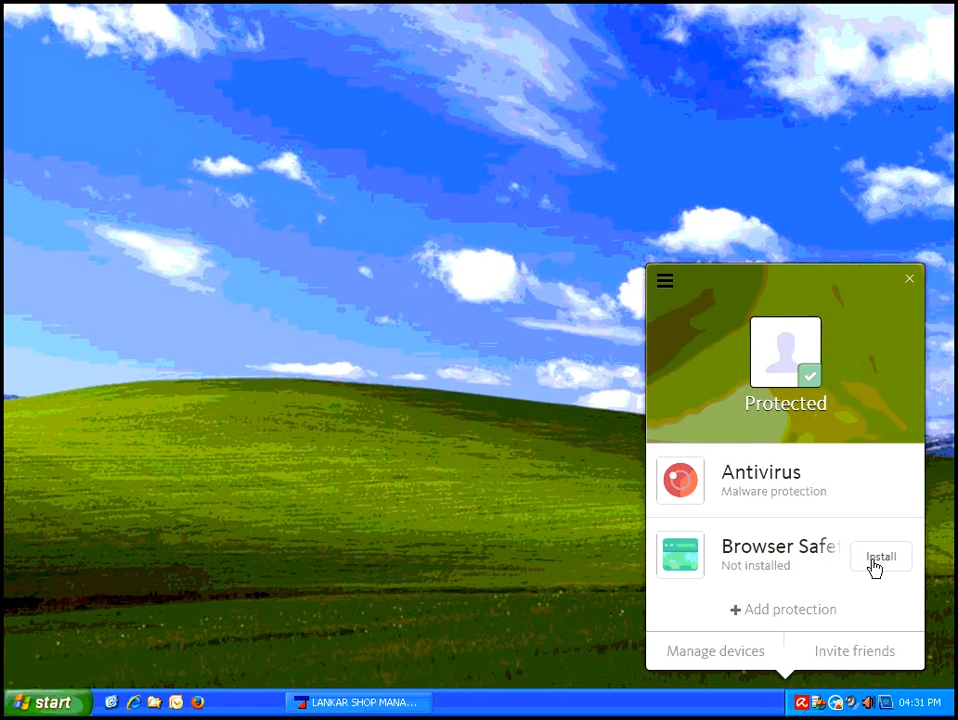 Protected
Antivirus
Malware protection
Browser Safe
Not installed
Install
Add protection
Manage devices
Invite friends
start
LANKAR SHOP MANA...
04:31 PM